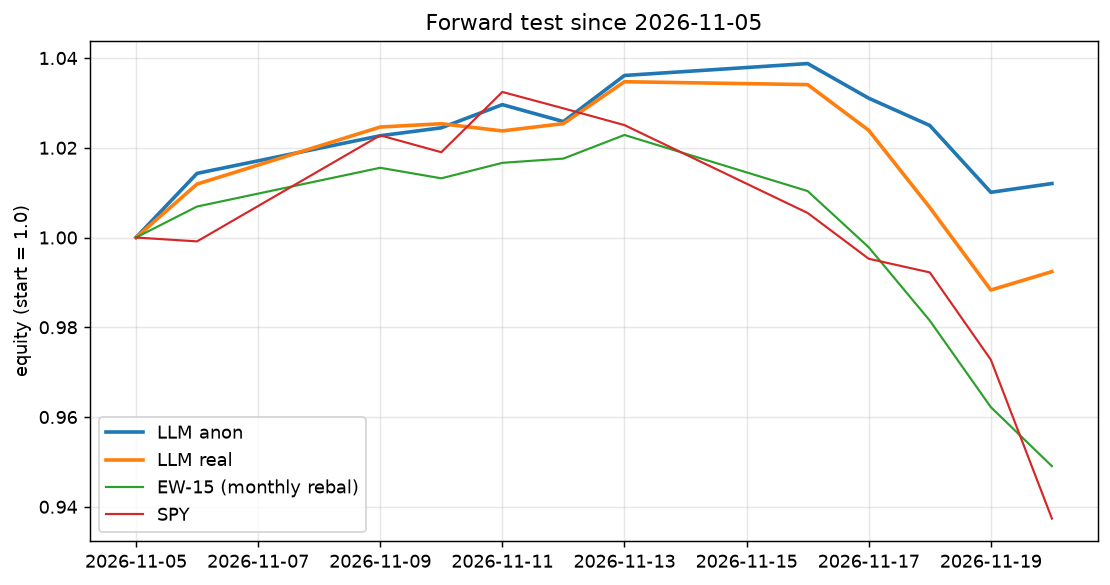 Forward test since 2026-11-05
equity (start = 1.0)
1.04
1.02
1.00
0.98
0.96
0.94
LLM anon
LLM real
EW-15 (monthly rebal)
SPY
2026-11-05
2026-11-07
2026-11-09
2026-11-11
2026-11-13
2026-11-15
2026-11-17
2026-11-19